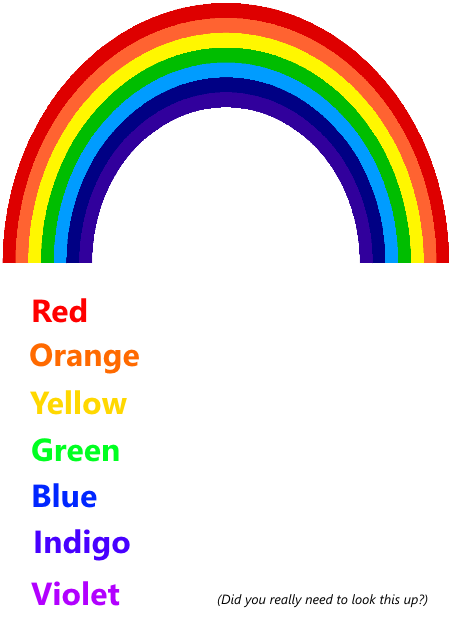 Red
Orange
Yellow
Green
Blue
Indigo
Violet
(Did you really need to look this up?)